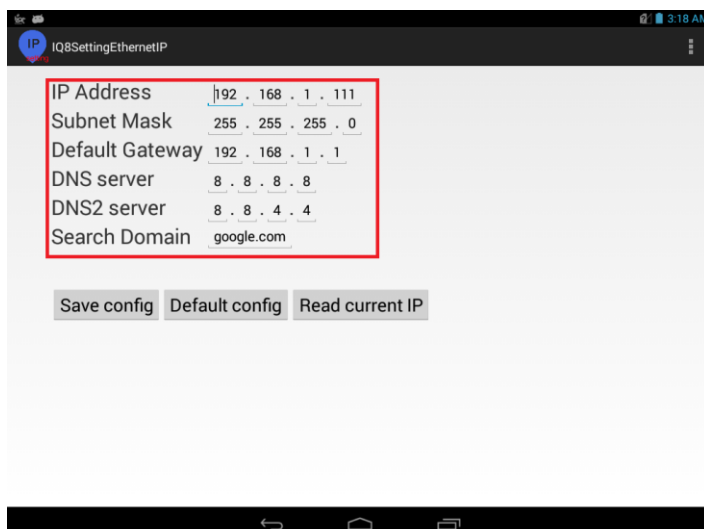 3:18 AM
IP
setting
IQ8SettingEthernetIP
IP Address 192 . 168 . 1 . 111
Subnet Mask 255 . 255 . 255 . 0
Default Gateway 192 . 168 . 1 . 1
DNS server 8 . 8 . 8 . 8
DNS2 server 8 . 8 . 4 . 4
Search Domain google.com
Save config Default config Read current IP